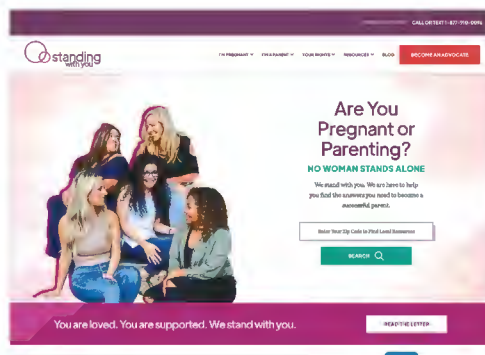 CALL OR TEXT 1-877-910-0096
standing
with you
I'M PREGNANT
I'M A PARENT
YOUR RIGHTS
RESOURCES
BLOG
BECOME AN ADVOCATE
Are You
Pregnant or
Parenting?
NO WOMAN STANDS ALONE
We stand with you. We are here to help
you find the answers you need to become a
successful parent.
Enter Your Zip Code to Find Local Resources
SEARCH
You are loved. You are supported. We stand with you.
READ THE LETTER